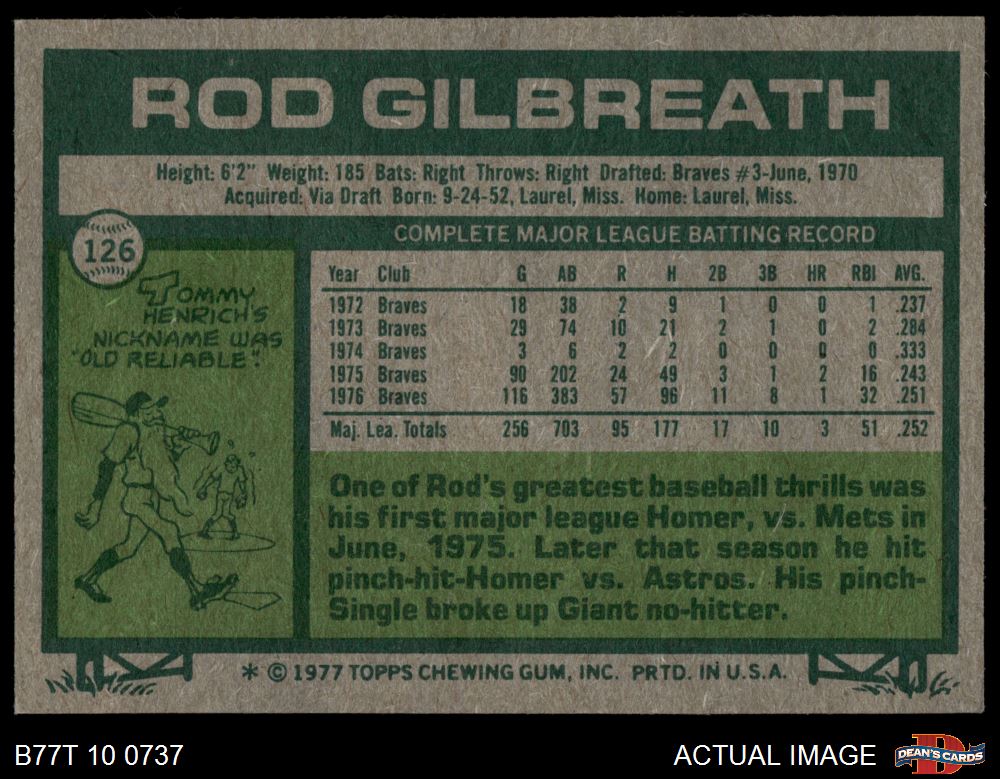 ROD GILBREATH
Height: 6'2" Weight: 185 Bats: Right Throws: Right Drafted: Braves #3-June, 1970
Acquired: Via Draft Born: 9-24-52, Laurel, Miss. Home: Laurel, Miss.
126
TOMMY
HENRICH'S
NICKNAME WAS
"OLD RELIABLE".
COMPLETE MAJOR LEAGUE BATTING RECORD
Year Club G AB R H 2B 3B HR RBI AVG.
1972 Braves 18 38 2 9 1 0 0 1 .237
1973 Braves 29 74 10 21 2 1 0 2 .284
1974 Braves 3 6 2 2 0 0 0 0 .333
1975 Braves 90 202 24 49 3 1 2 16 .243
1976 Braves 116 383 57 96 11 8 1 32 .251
Maj. Lea. Totals 256 703 95 177 17 10 3 51 .252
One of Rod's greatest baseball thrills was
his first major league Homer, vs. Mets in
June, 1975. Later that season he hit
pinch-hit-Homer vs. Astros. His pinch-
Single broke up Giant no-hitter.
* © 1977 TOPPS CHEWING GUM, INC. PRTD. IN U.S.A.
B77T 10 0737
ACTUAL IMAGE
DEAN'S CARDS